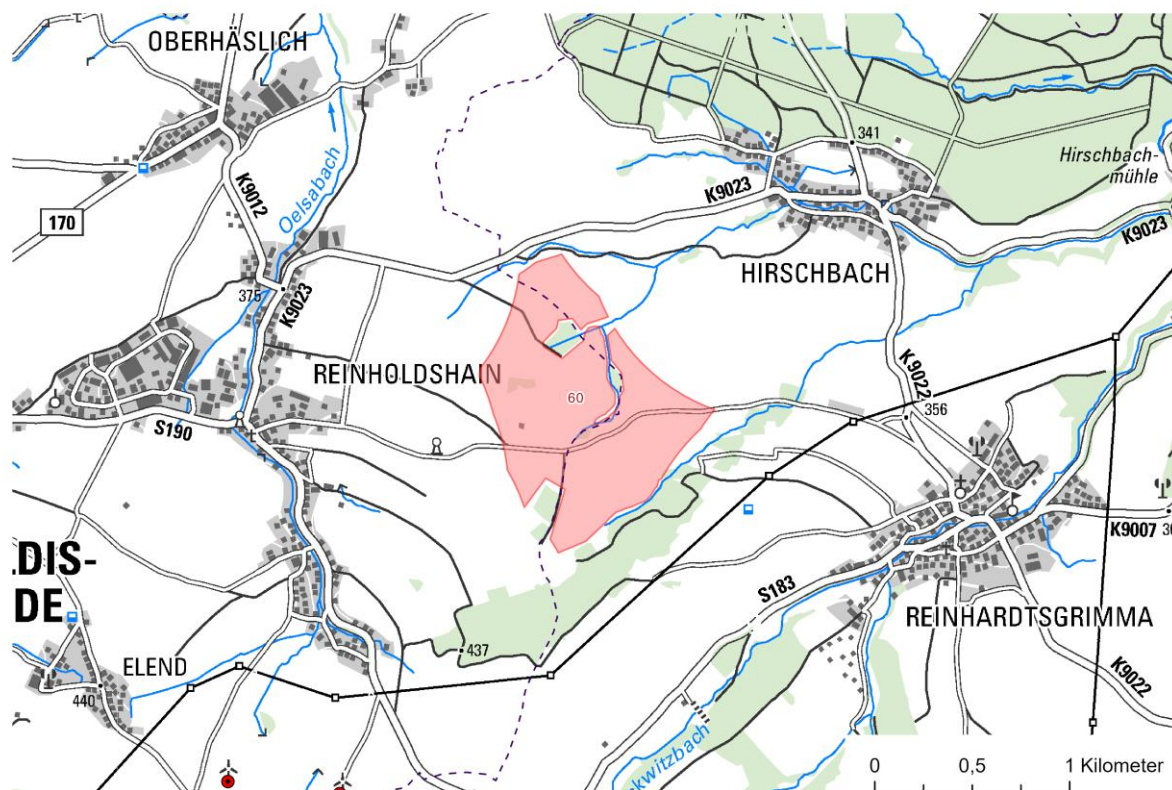 OBERHÄSLICH
341
Hirschbach-
mühle
K9012
Oelsabach
K9023
170
K9023
HIRSCHBACH
375
K9023
REINHOLDSHAIN
60
K9022
356
S190
K9007
.DIS-
DE
S183
REINHARDTSGRIMMA
437
ELEND
440
K9022
kwitzbach
0 0,5 1 Kilometer